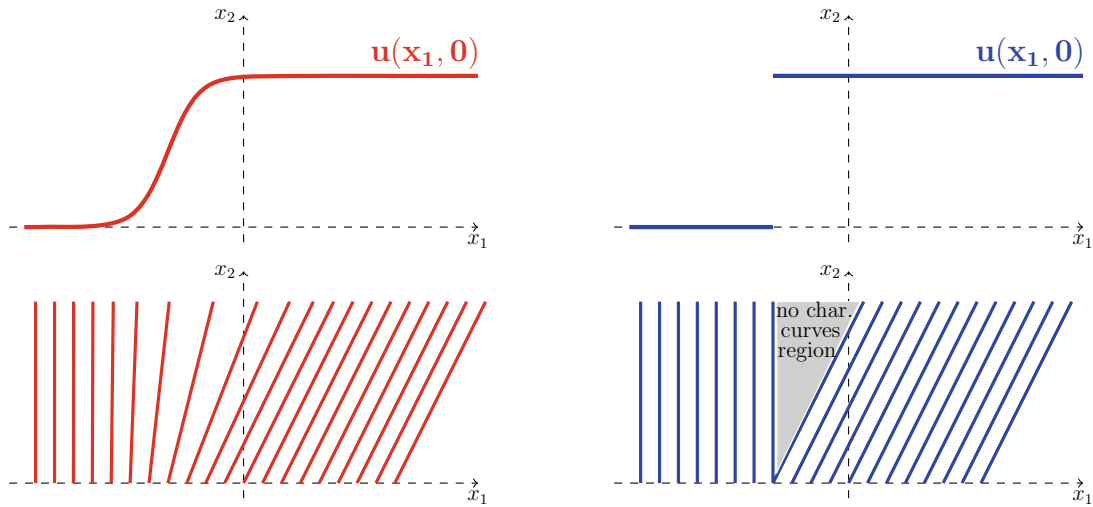 x₂
u(x₁, 0)
x₁
x₂
x₁
x₂
u(x₁, 0)
x₁
x₂
no char.
curves
region
x₁